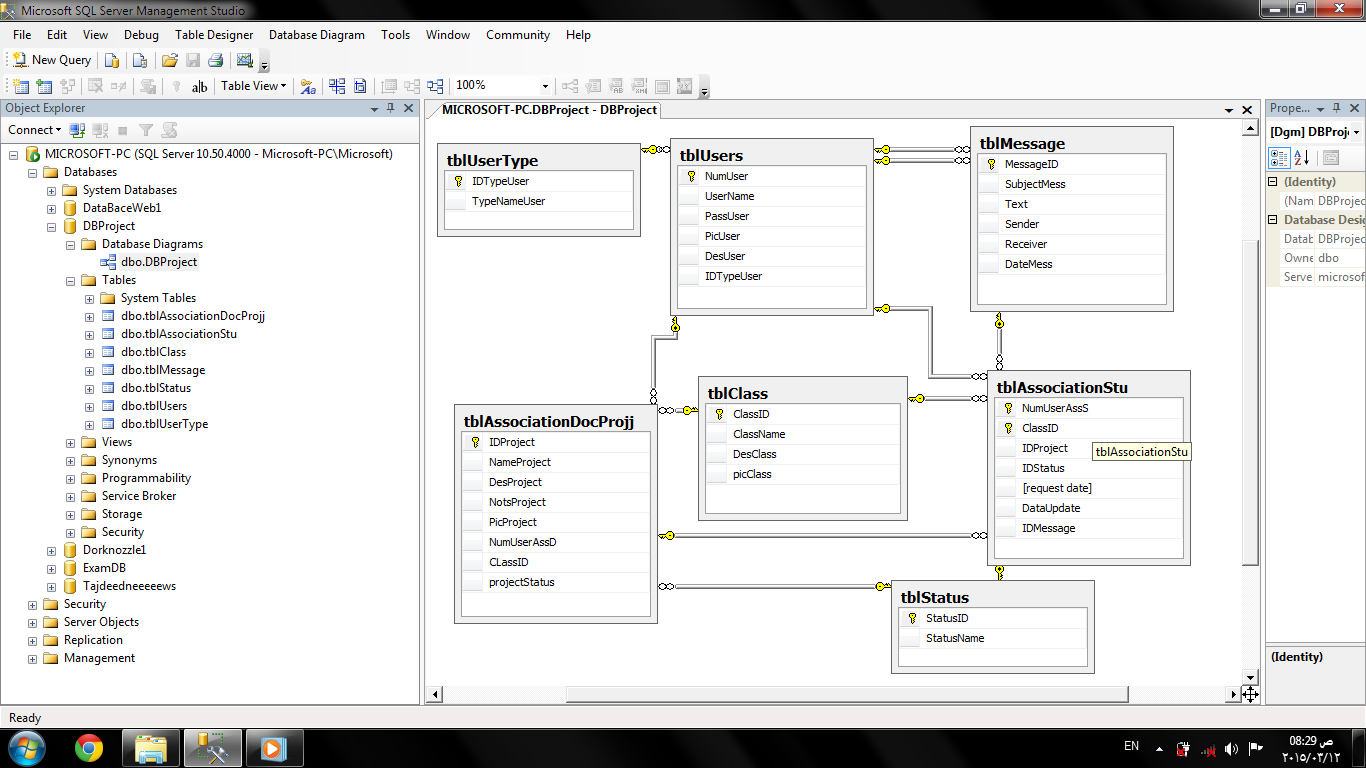 Microsoft SQL Server Management Studio
File Edit View Debug Table Designer Database Diagram Tools Window Community Help
New Query
ab Table View 100%
Object Explorer
Connect
MICROSOFT-PC (SQL Server 10.50.4000 - Microsoft-PC\Microsoft)
Databases
System Databases
DataBaceWeb1
DBProject
Database Diagrams
dbo.DBProject
Tables
System Tables
dbo.tblAssociationDocProjj
dbo.tblAssociationStu
dbo.tblClass
dbo.tblMessage
dbo.tblStatus
dbo.tblUsers
dbo.tblUserType
Views
Synonyms
Programmability
Service Broker
Storage
Security
Dorknozzle1
ExamDB
Tajdeedneeeeews
Security
Server Objects
Replication
Management
MICROSOFT-PC.DBProject - DBProject
tblUserType
IDTypeUser
TypeNameUser
tblUsers
NumUser
UserName
PassUser
PicUser
DesUser
IDTypeUser
tblMessage
MessageID
SubjectMess
Text
Sender
Receiver
DateMess
tblAssociationDocProjj
IDProject
NameProject
DesProject
NotsProject
PicProject
NumUserAssD
CLassID
projectStatus
tblClass
ClassID
ClassName
DesClass
picClass
tblAssociationStu
NumUserAssS
ClassID
IDProject
IDStatus
[request date]
DataUpdate
IDMessage
tblAssociationStu
tblStatus
StatusID
StatusName
Prope...
[Dgm] DBProj
(Identity)
(Nam DBProjec
Database Desig
Datab DBProjec
Owne dbo
Serve microsof
(Identity)
Ready
EN
08:29 ص
٢٠١٥/٠٣/١٢